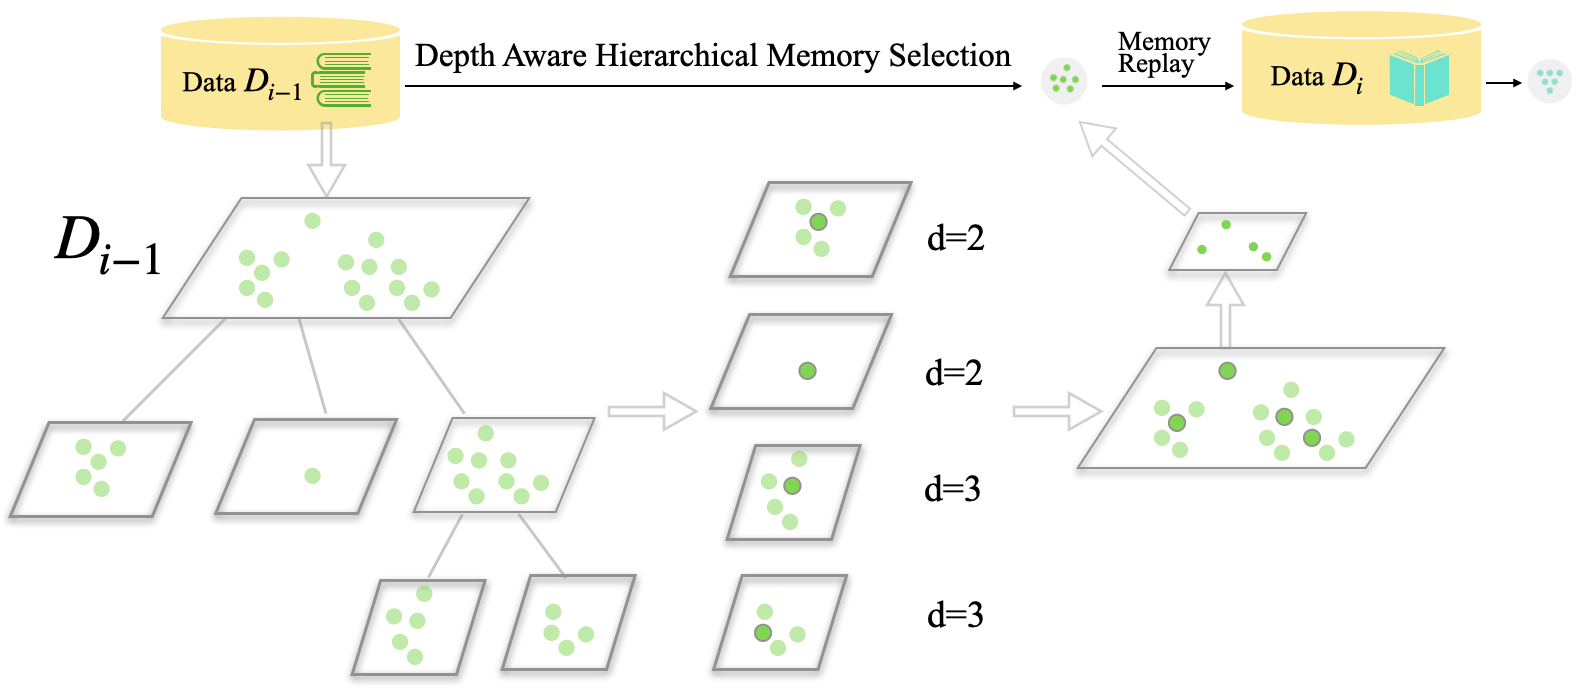 Data D_{i−1}
Depth Aware Hierarchical Memory Selection
Memory
Replay
Data D_i
D_{i−1}
d=2
d=2
d=3
d=3